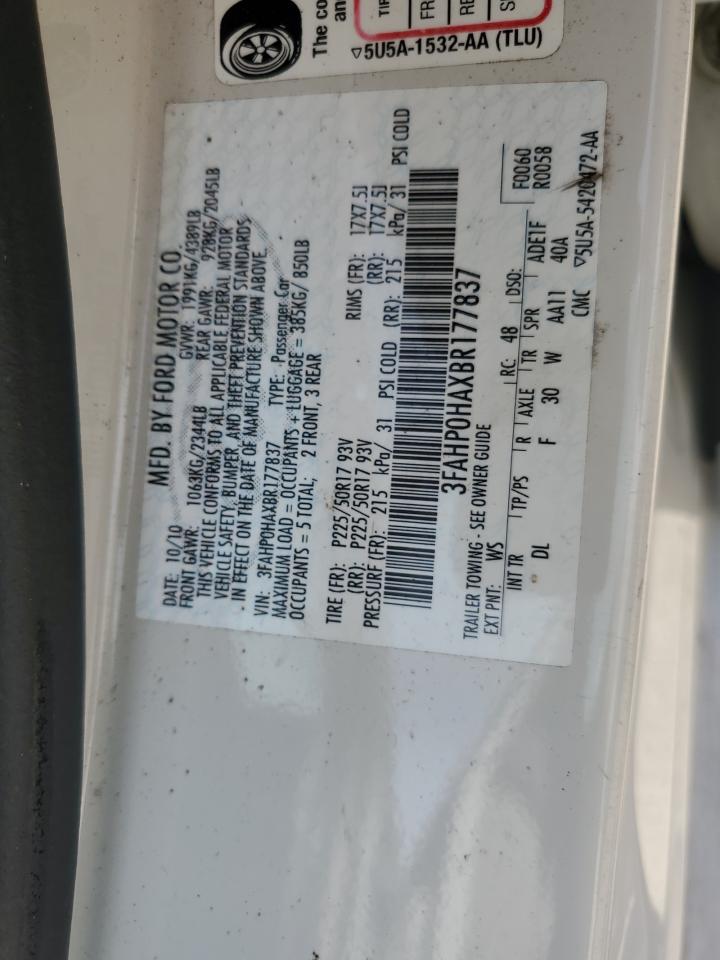 The co
an
TIR
FR
RE
S
▽5U5A-1532-AA (TLU)
MFD. BY FORD MOTOR CO.
DATE: 10/10 GVWR: 1991KG/4389LB
FRONT GAWR: 1063KG/2344LB REAR GAWR: 928KG/2045LB
THIS VEHICLE CONFORMS TO ALL APPLICABLE FEDERAL MOTOR
VEHICLE SAFETY, BUMPER, AND THEFT PREVENTION STANDARDS
IN EFFECT ON THE DATE OF MANUFACTURE SHOWN ABOVE
VIN: 3FAHP0HAXBR177837 TYPE: Passenger Car
MAXIMUM LOAD = OCCUPANTS + LUGGAGE = 385KG/ 850LB
OCCUPANTS = 5 TOTAL; 2 FRONT, 3 REAR
TIRE (FR): P225/50R17 93V RIMS (FR): 17X7.5J
(RR): P225/50R17 93V (RR): 17X7.5J
PRESSURE (FR): 215 kPa/ 31 PSI COLD (RR): 215 kPa/ 31 PSI COLD
3FAHP0HAXBR177837
TRAILER TOWING - SEE OWNER GUIDE
F0060
R0058
EXT PNT: WS RC: 48 DSO:
INT TR TP/PS R AXLE TR SPR ADE1F
DL F 30 W AA11 40A
CMC ▽5U5A-5420472-AA